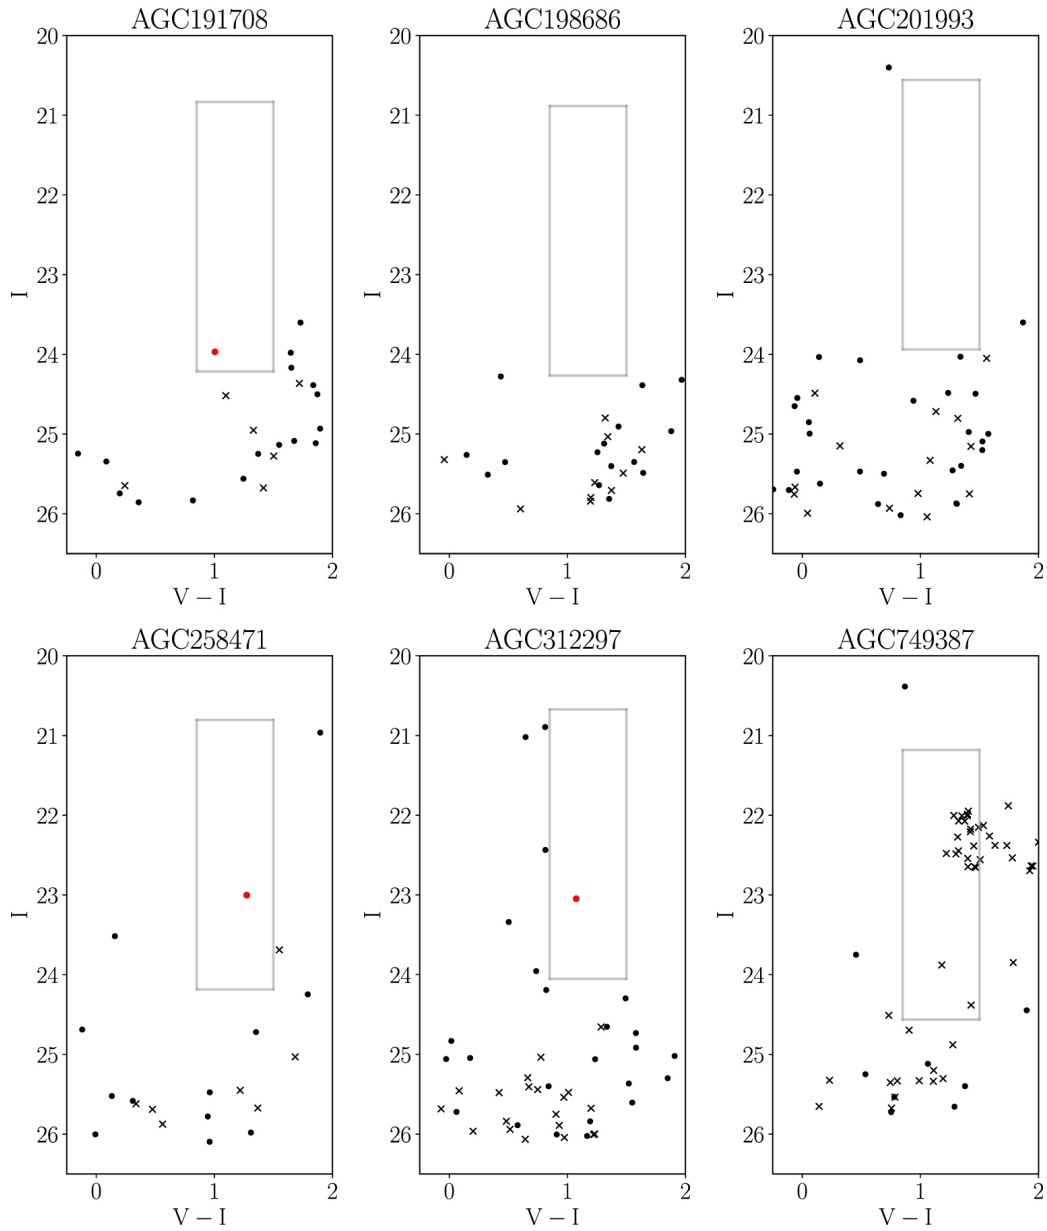 AGC191708 AGC198686 AGC201993
20 20 20
21 21 21
22 22 22
23 23 23
I I I
24 24 24
25 25 25
26 26 26
0 1 2 0 1 2 0 1 2
V − I V − I V − I
AGC258471 AGC312297 AGC749387
20 20 20
21 21 21
22 22 22
23 23 23
I I I
24 24 24
25 25 25
26 26 26
0 1 2 0 1 2 0 1 2
V − I V − I V − I